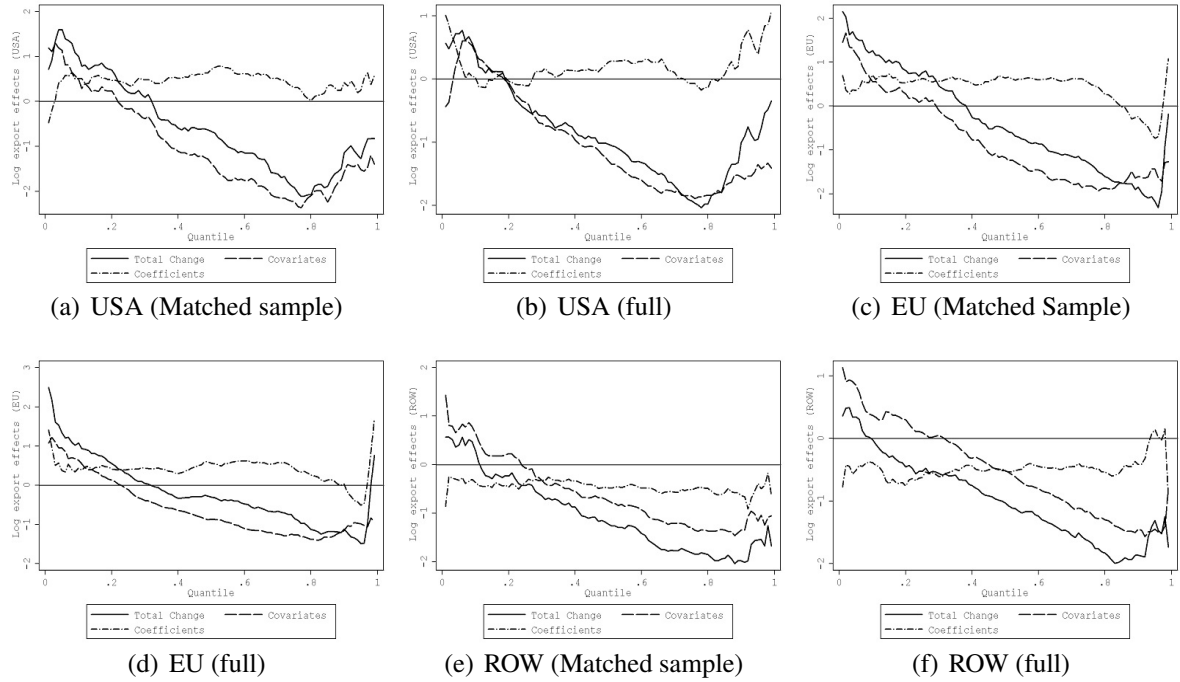 Log export effects (USA)
1
0
-1
-2
0 .2 .4 .6 .8 1
Quantile
Total Change Covariates
Coefficients
(a) USA (Matched sample)
Log export effects (USA)
1
0
-1
-2
0 .2 .4 .6 .8 1
Quantile
Total Change Covariates
Coefficients
(b) USA (full)
Log export effects (EU)
2
1
0
-1
-2
0 .2 .4 .6 .8 1
Quantile
Total Change Covariates
Coefficients
(c) EU (Matched Sample)
Log export effects (EU)
3
2
1
0
-1
-2
0 .2 .4 .6 .8 1
Quantile
Total Change Covariates
Coefficients
(d) EU (full)
Log export effects (ROW)
2
1
0
-1
-2
0 .2 .4 .6 .8 1
Quantile
Total Change Covariates
Coefficients
(e) ROW (Matched sample)
Log export effects (ROW)
1
0
-1
-2
0 .2 .4 .6 .8 1
Quantile
Total Change Covariates
Coefficients
(f) ROW (full)